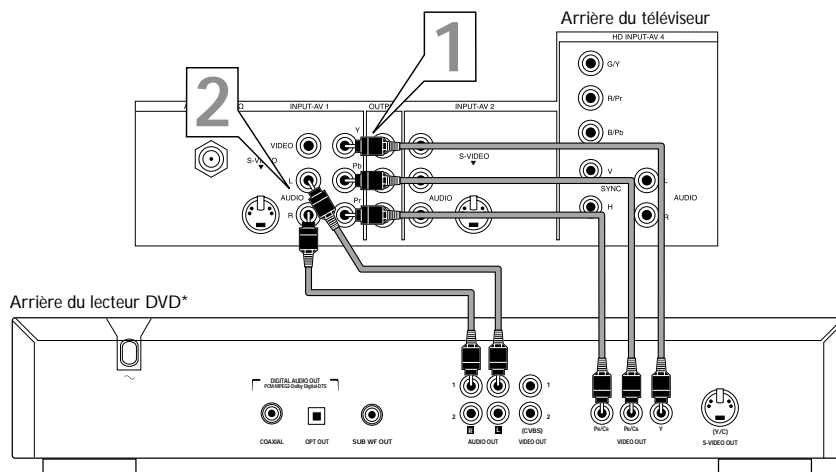 Arrière du téléviseur
1
2
HD INPUT-AV 4
INPUT-AV 1
OUTP
INPUT-AV 2
G/Y
R/Pr
B/Pb
V
SYNC
H
L
AUDIO
R
VIDEO
S-VIDEO
L
AUDIO
R
Y
Pb
Pr
S-VIDEO
AUDIO
Arrière du lecteur DVD*
DIGITAL AUDIO OUT
PCM-MPEG2-Dolby Digital-DTS
COAXIAL
OPT OUT
SUB WF OUT
1
2
R
L
AUDIO OUT
1
2
(CVBS)
VIDEO OUT
PR/CR
PB/CB
Y
VIDEO OUT
(Y/C)
S-VIDEO OUT